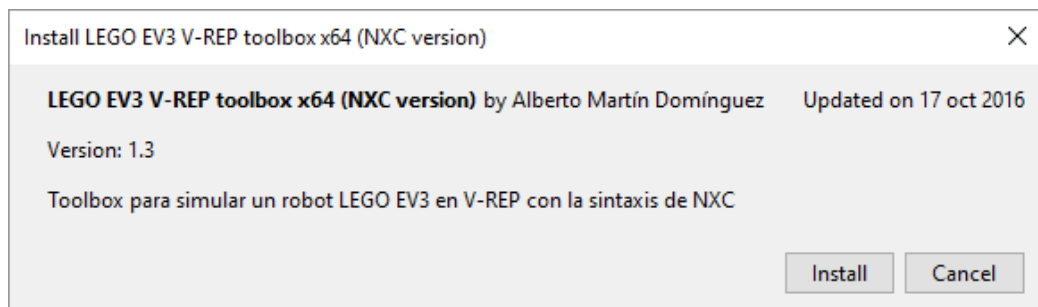 Install LEGO EV3 V-REP toolbox x64 (NXC version)
LEGO EV3 V-REP toolbox x64 (NXC version) by Alberto Martín Domínguez Updated on 17 oct 2016
Version: 1.3
Toolbox para simular un robot LEGO EV3 en V-REP con la sintaxis de NXC
Install Cancel